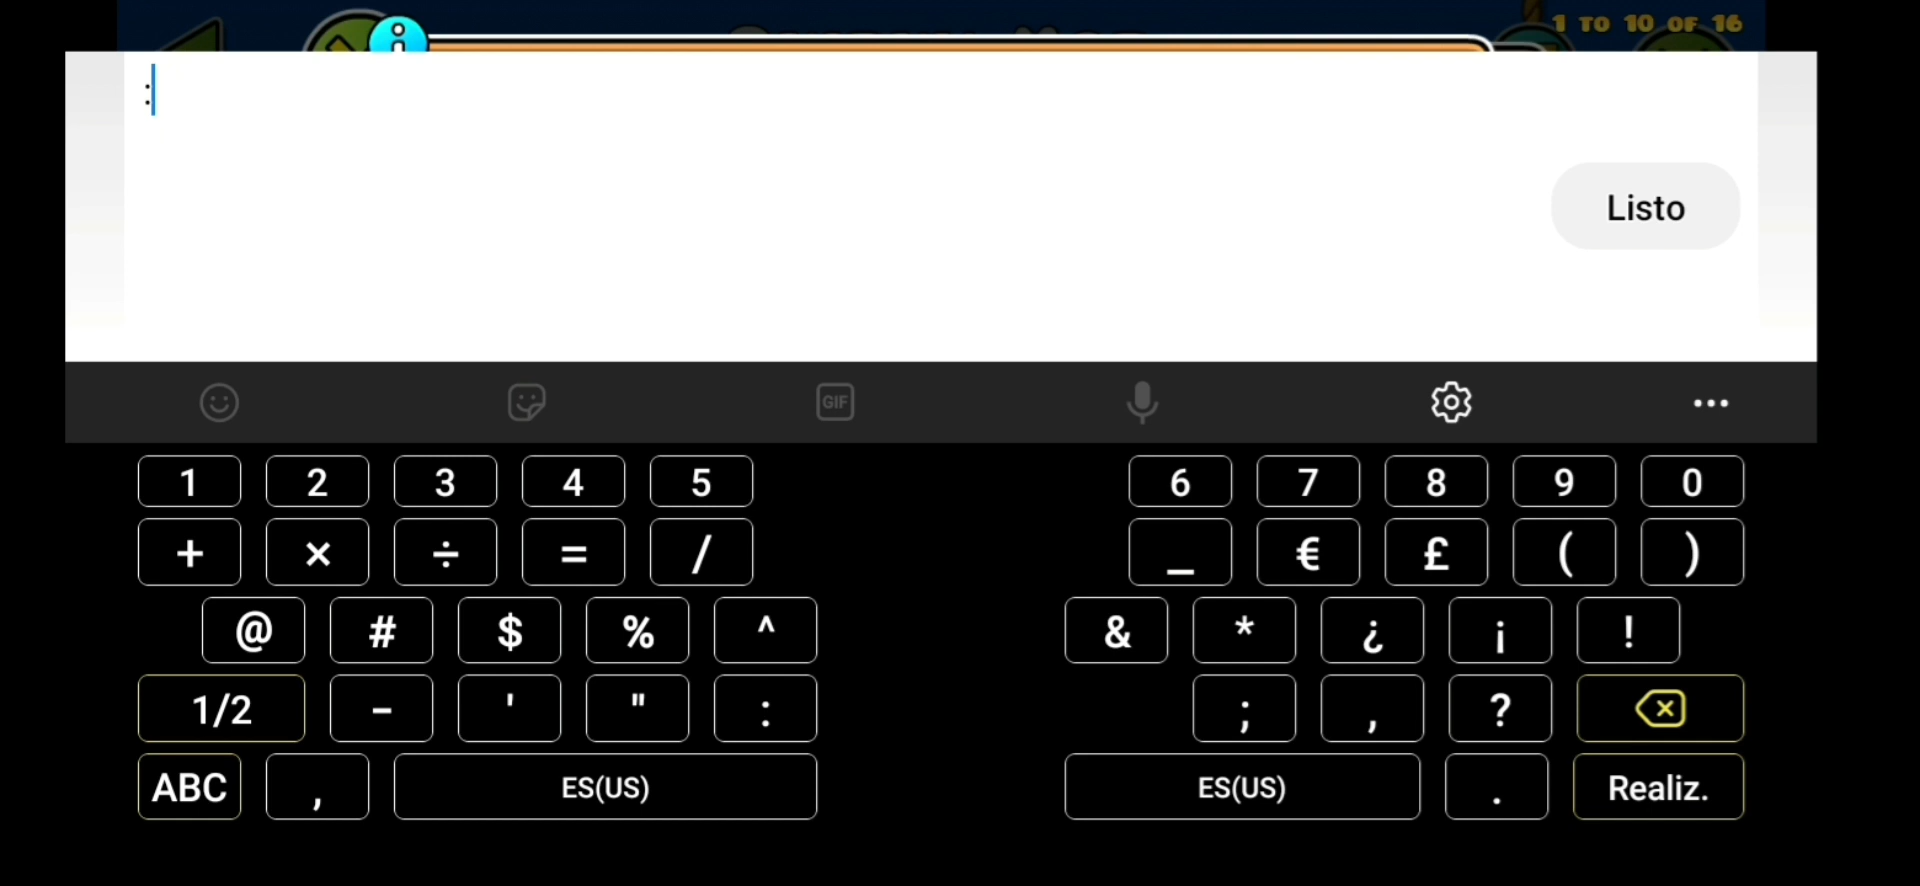 1 TO 10 OF 16
:
Listo
GIF
1 2 3 4 5 6 7 8 9 0
+ × ÷ = / _ € £ ( )
@ # $ % ^ & * ¿ ¡ !
1/2 - ' " : ; , ?
ABC , ES(US) ES(US) . Realiz.